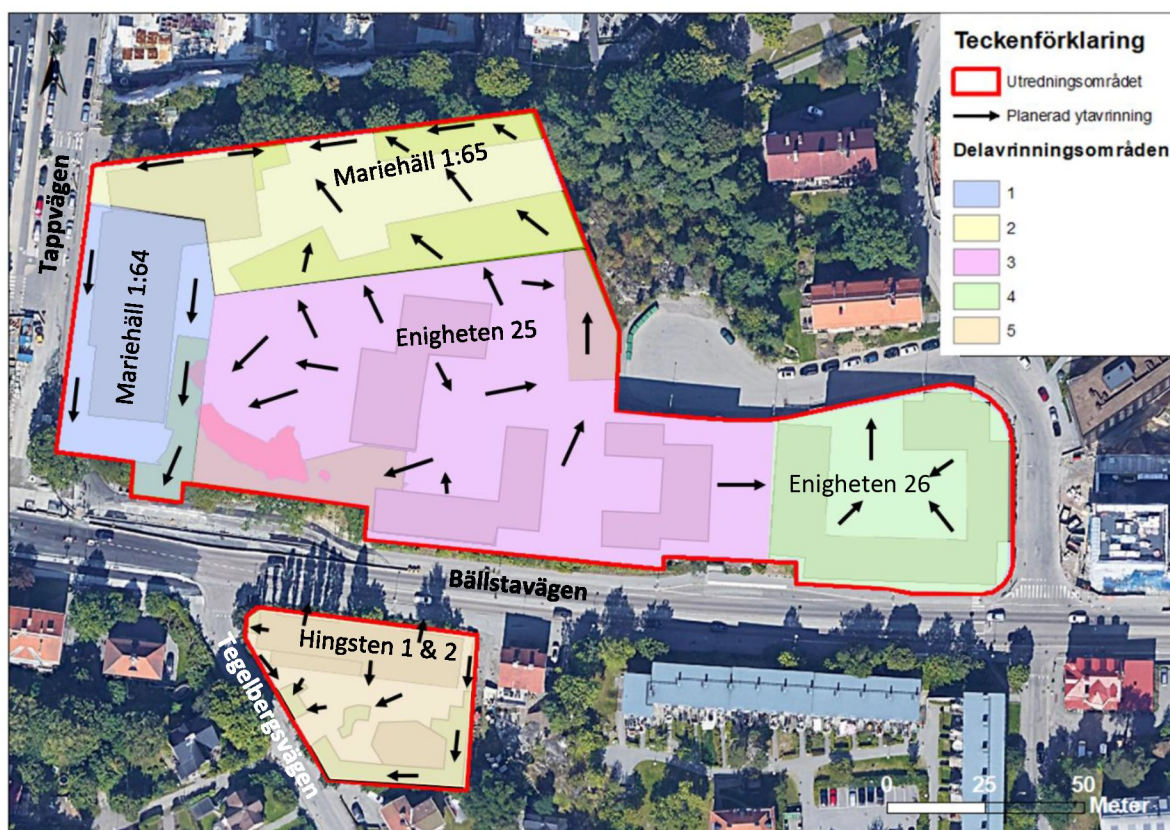 Teckenförklaring
Utredningsområdet
Planerad ytavrinning
Delavrinningsområden
1
2
3
4
5
N
Tappvägen
Mariehäll 1:65
Mariehäll 1:64
Enigheten 25
Enigheten 26
Bällstavägen
Hingsten 1 & 2
Tegelbergsvägen
0 25 50
Meter